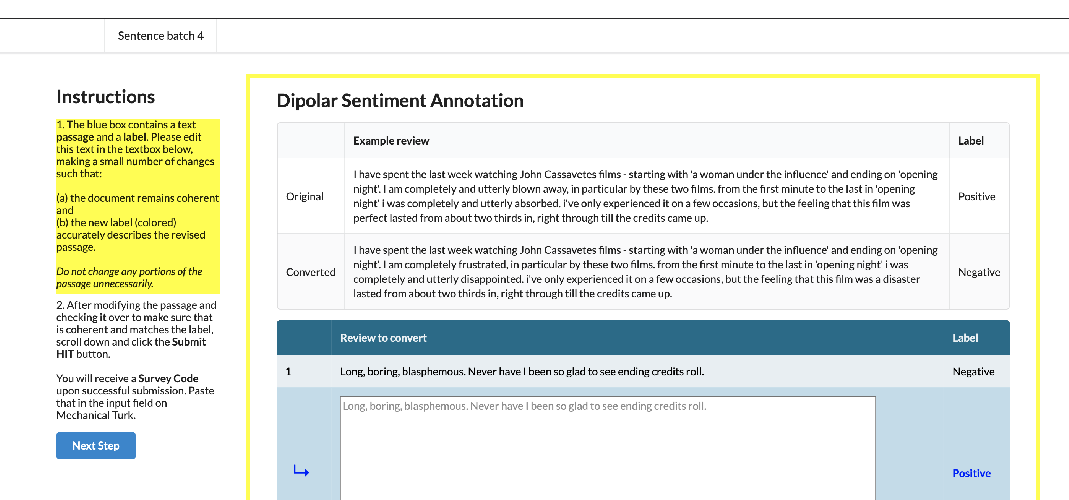 Sentence batch 4
Instructions
1. The blue box contains a text
passage and a label. Please edit
this text in the textbox below,
making a small number of changes
such that:
(a) the document remains coherent
and
(b) the new label (colored)
accurately describes the revised
passage.
Do not change any portions of the
passage unnecessarily.
2. After modifying the passage and
checking it over to make sure that
is coherent and matches the label,
scroll down and click the Submit
HIT button.
You will receive a Survey Code
upon successful submission. Paste
that in the input field on
Mechanical Turk.
Next Step
Dipolar Sentiment Annotation
Example review Label
Original I have spent the last week watching John Cassavetes films - starting with 'a woman under the influence' and ending on 'opening
night'. I am completely and utterly blown away, in particular by these two films. from the first minute to the last in 'opening
night' i was completely and utterly absorbed. i've only experienced it on a few occasions, but the feeling that this film was
perfect lasted from about two thirds in, right through till the credits came up. Positive
Converted I have spent the last week watching John Cassavetes films - starting with 'a woman under the influence' and ending on 'opening
night'. I am completely frustrated, in particular by these two films. from the first minute to the last in 'opening night' i was
completely and utterly disappointed. i've only experienced it on a few occasions, but the feeling that this film was a disaster
lasted from about two thirds in, right through till the credits came up. Negative
Review to convert Label
1 Long, boring, blasphemous. Never have I been so glad to see ending credits roll. Negative
Long, boring, blasphemous. Never have I been so glad to see ending credits roll.
Positive